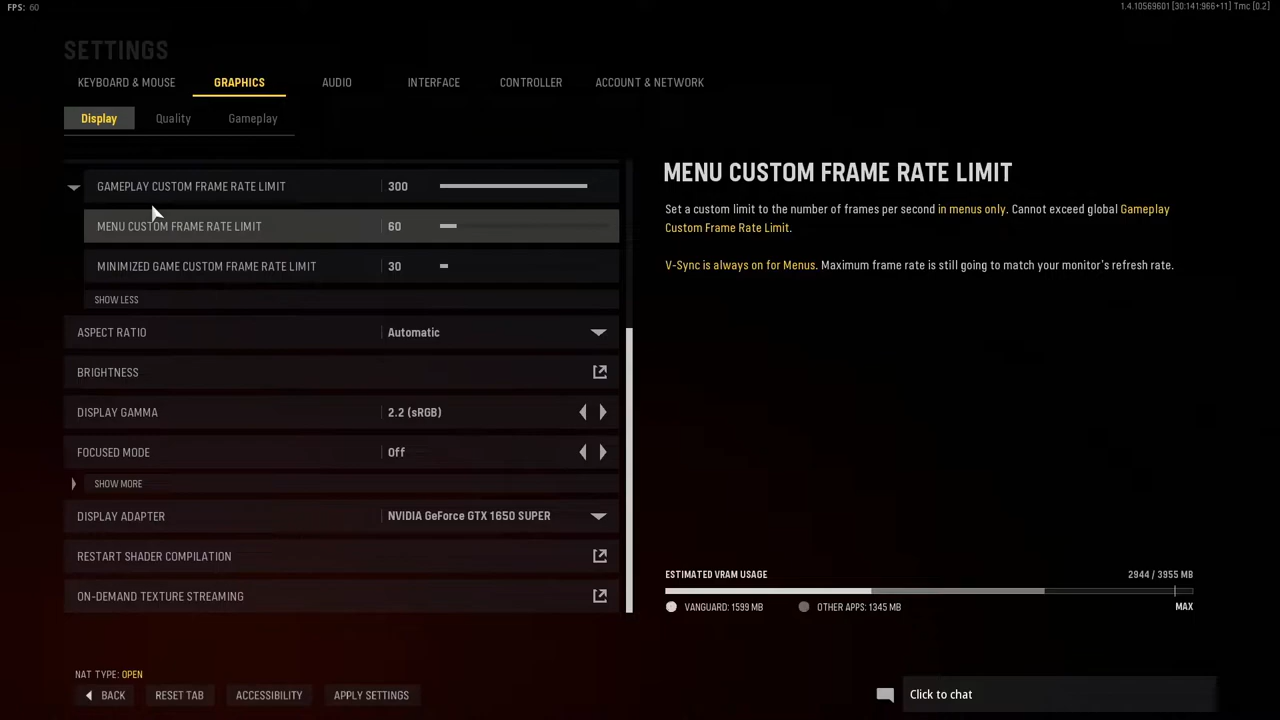 FPS: 60
1.4.10569601 [30:141:966+11] Tmc [0.2]
SETTINGS
KEYBOARD & MOUSE GRAPHICS AUDIO INTERFACE CONTROLLER ACCOUNT & NETWORK
Display Quality Gameplay
GAMEPLAY CUSTOM FRAME RATE LIMIT 300
MENU CUSTOM FRAME RATE LIMIT 60
MINIMIZED GAME CUSTOM FRAME RATE LIMIT 30
SHOW LESS
ASPECT RATIO Automatic
BRIGHTNESS
DISPLAY GAMMA 2.2 (sRGB)
FOCUSED MODE Off
SHOW MORE
DISPLAY ADAPTER NVIDIA GeForce GTX 1650 SUPER
RESTART SHADER COMPILATION
ON-DEMAND TEXTURE STREAMING
MENU CUSTOM FRAME RATE LIMIT
Set a custom limit to the number of frames per second in menus only. Cannot exceed global Gameplay
Custom Frame Rate Limit.
V-Sync is always on for Menus. Maximum frame rate is still going to match your monitor's refresh rate.
ESTIMATED VRAM USAGE 2944 / 3955 MB
VANGUARD: 1599 MB OTHER APPS: 1345 MB MAX
NAT TYPE: OPEN
BACK RESET TAB ACCESSIBILITY APPLY SETTINGS
Click to chat